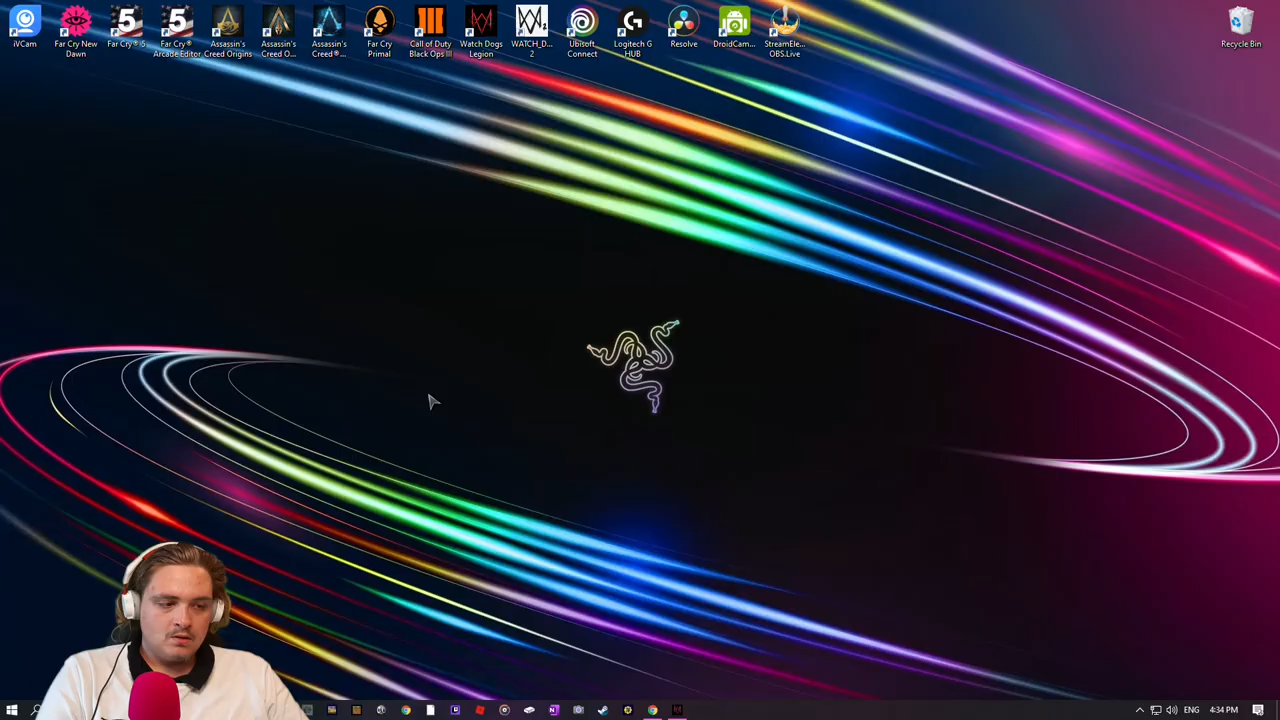 iVCam
Far Cry New
Dawn
Far Cry® 5
Far Cry®
Arcade Editor
Assassin's
Creed Origins
Assassin's
Creed O...
Assassin's
Creed®...
Far Cry
Primal
Call of Duty
Black Ops III
Watch Dogs
Legion
WATCH_D...
2
Ubisoft
Connect
Logitech G
HUB
Resolve
DroidCam...
StreamEle...
OBS.Live
Recycle Bin
ENG
4:34 PM